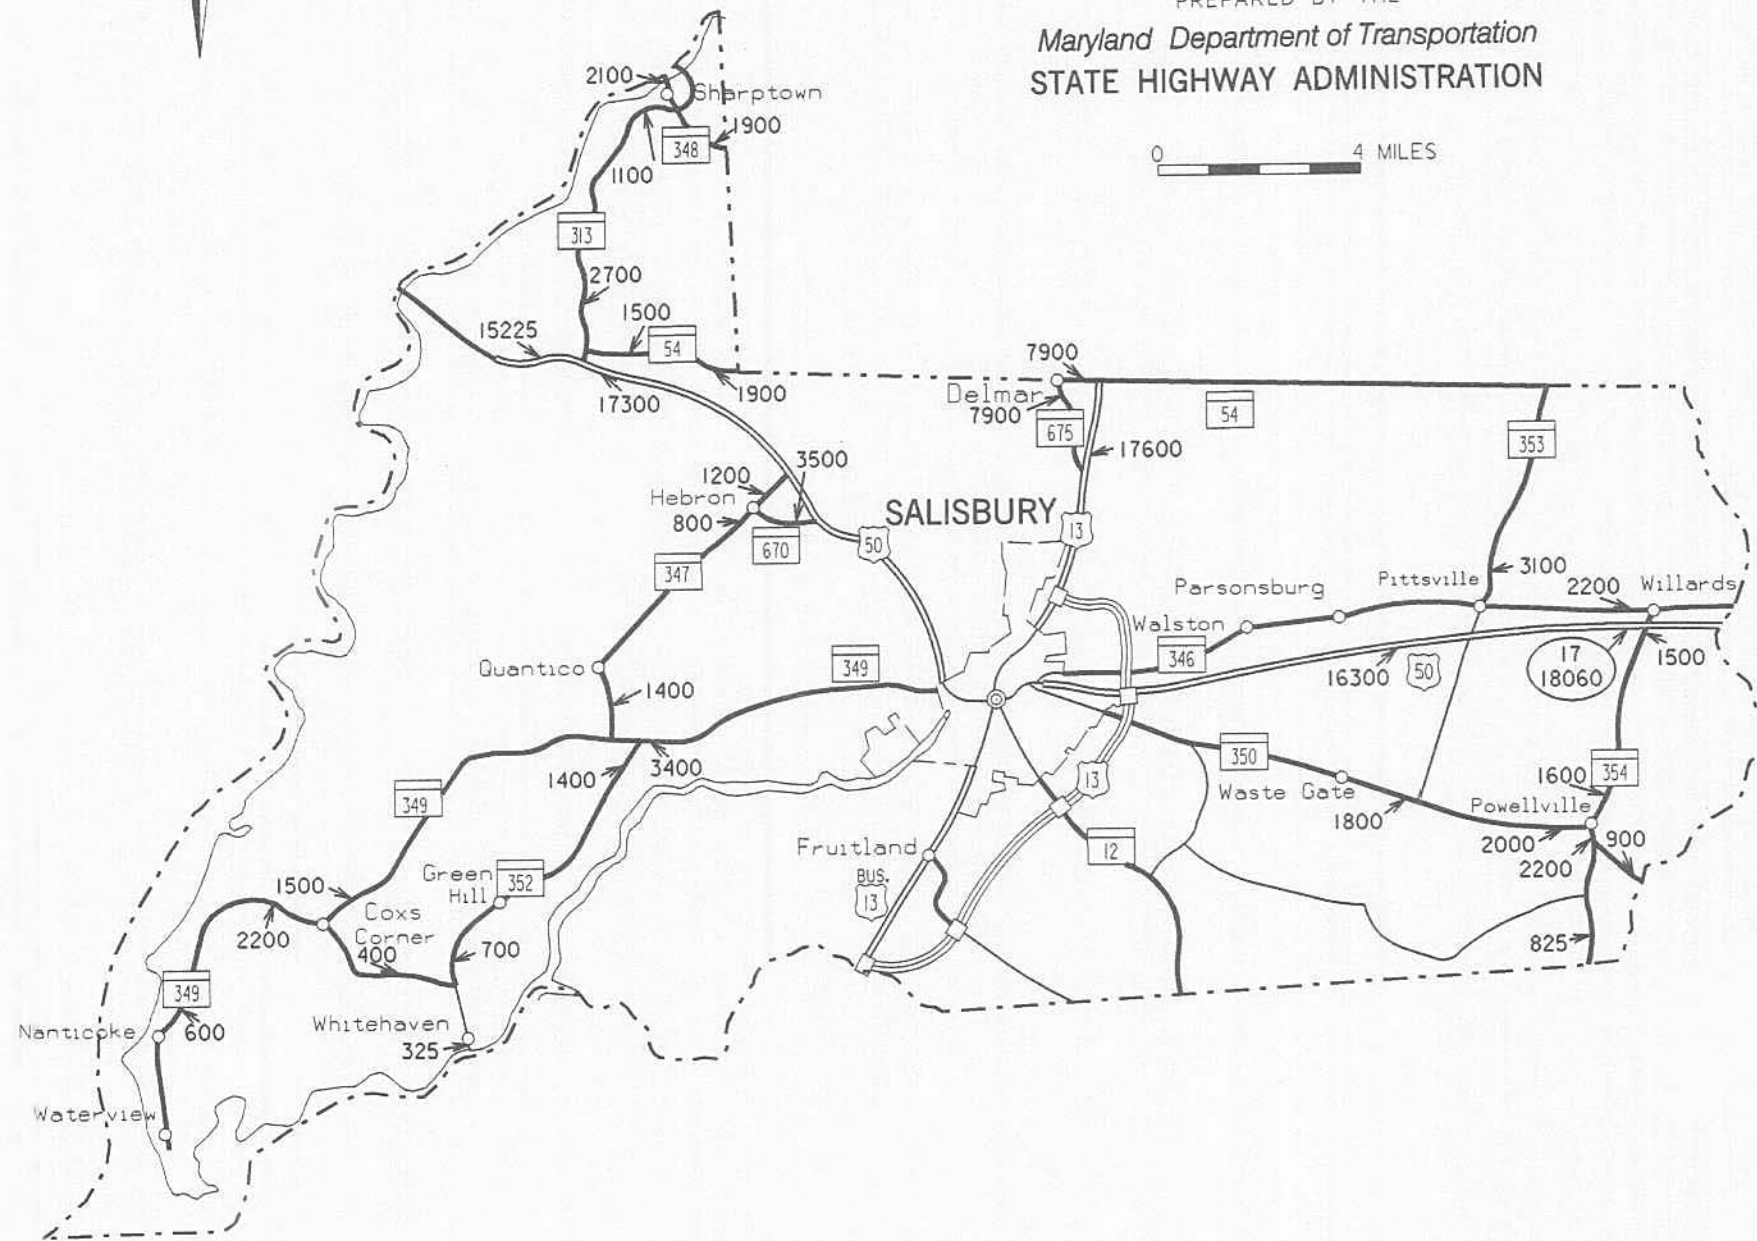 PREPARED BY THE
Maryland Department of Transportation
STATE HIGHWAY ADMINISTRATION
0 4 MILES
2100
Sharptown
1900
348
1100
313
2700
1500
54
15225
17300
1900
7900
Delmar
7900
675
54
353
17600
3500
1200
Hebron
800
670
50
SALISBURY
13
347
3100
Pittsville
2200
Willards
Parsonsburg
Walston
346
Quantico
349
1400
16300
50
17
18060
1500
3400
1400
349
350
13
Waste Gate
1600
354
Powellville
1800
2000
2200
900
Fruitland
12
BUS.
13
Green
Hill
352
1500
Coxs
Corner
2200
400
700
825
349
Nanticoke
600
Whitehaven
325
Waterview